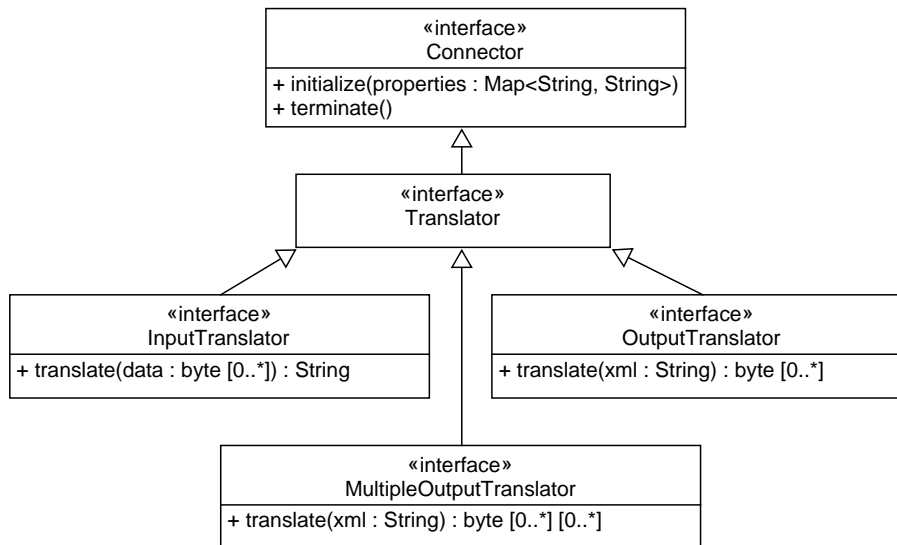 «interface»
Connector
+ initialize(properties : Map<String, String>)
+ terminate()
«interface»
Translator
«interface»
InputTranslator
+ translate(data : byte [0..*]) : String
«interface»
OutputTranslator
+ translate(xml : String) : byte [0..*]
«interface»
MultipleOutputTranslator
+ translate(xml : String) : byte [0..*] [0..*]